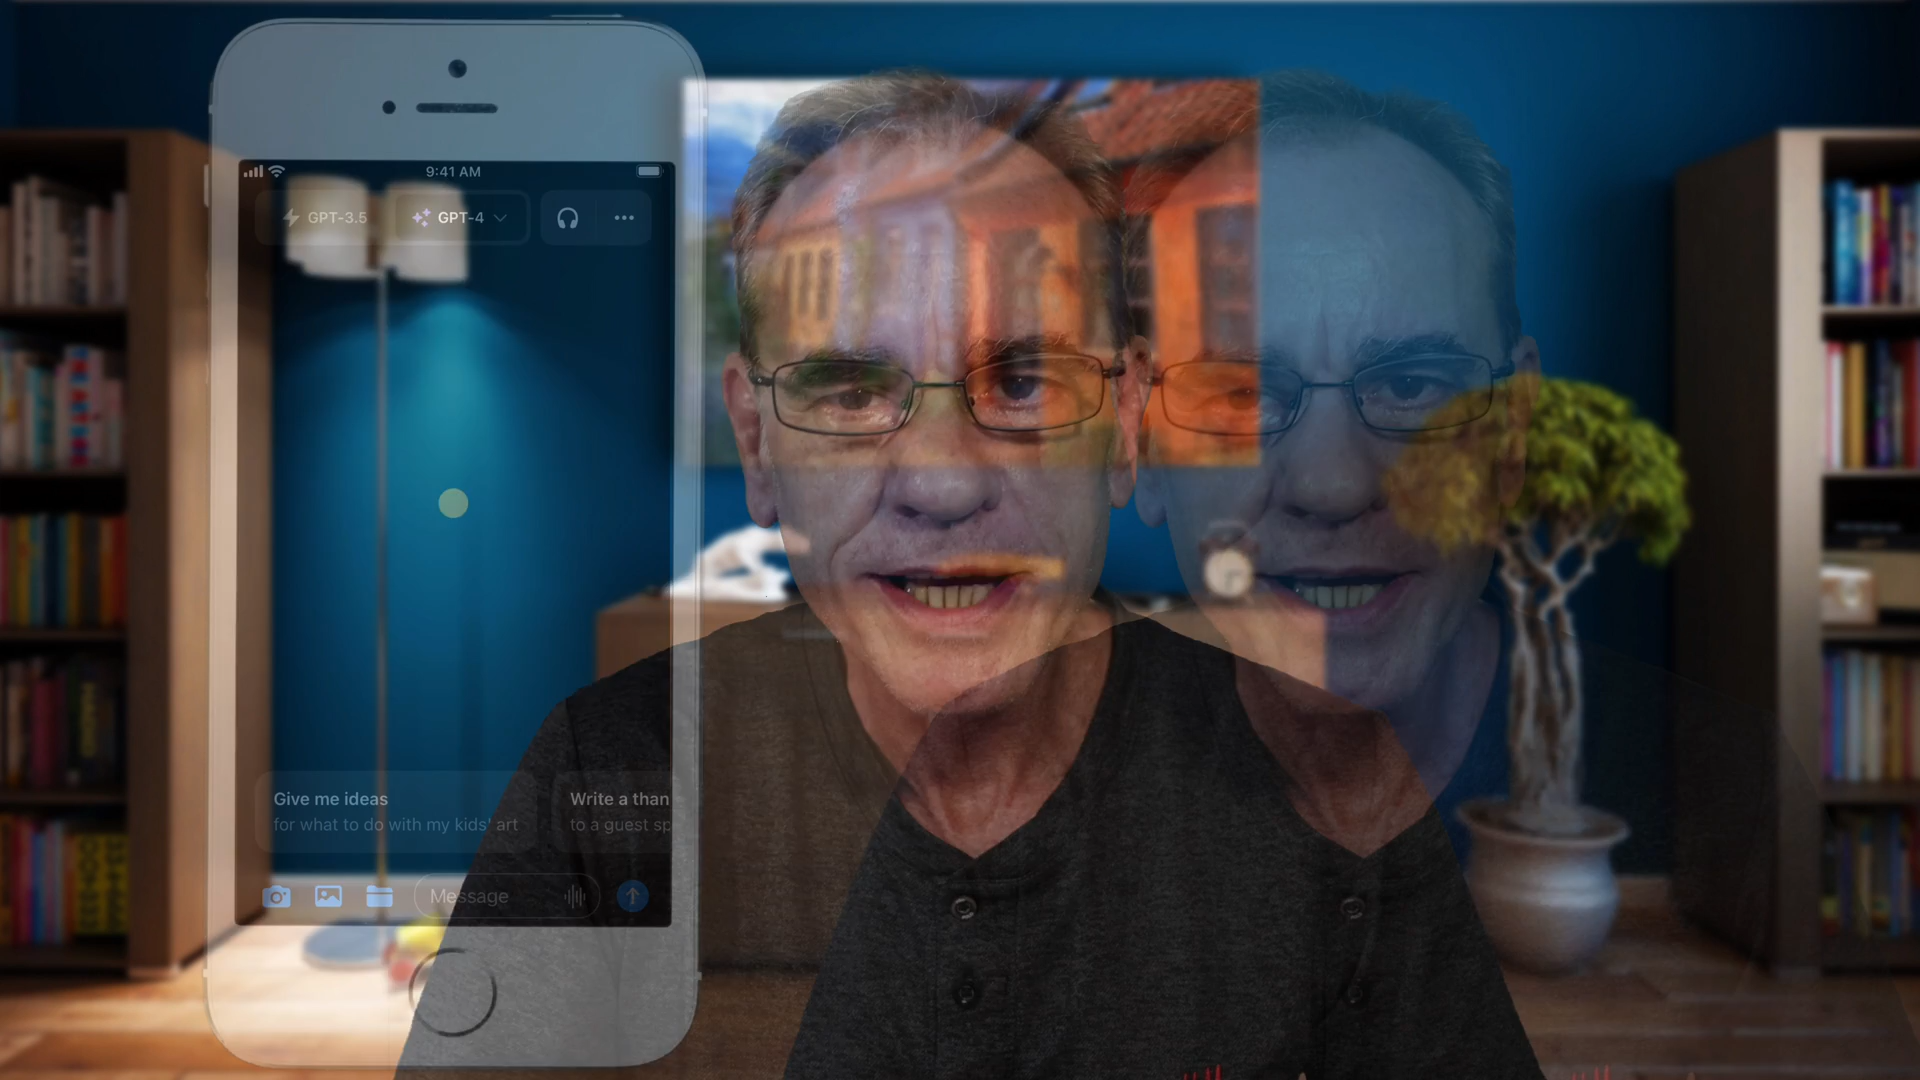 9:41 AM
GPT-3.5 GPT-4
Give me ideas
for what to do with my kids' art
Write a than
to a guest sp
Message